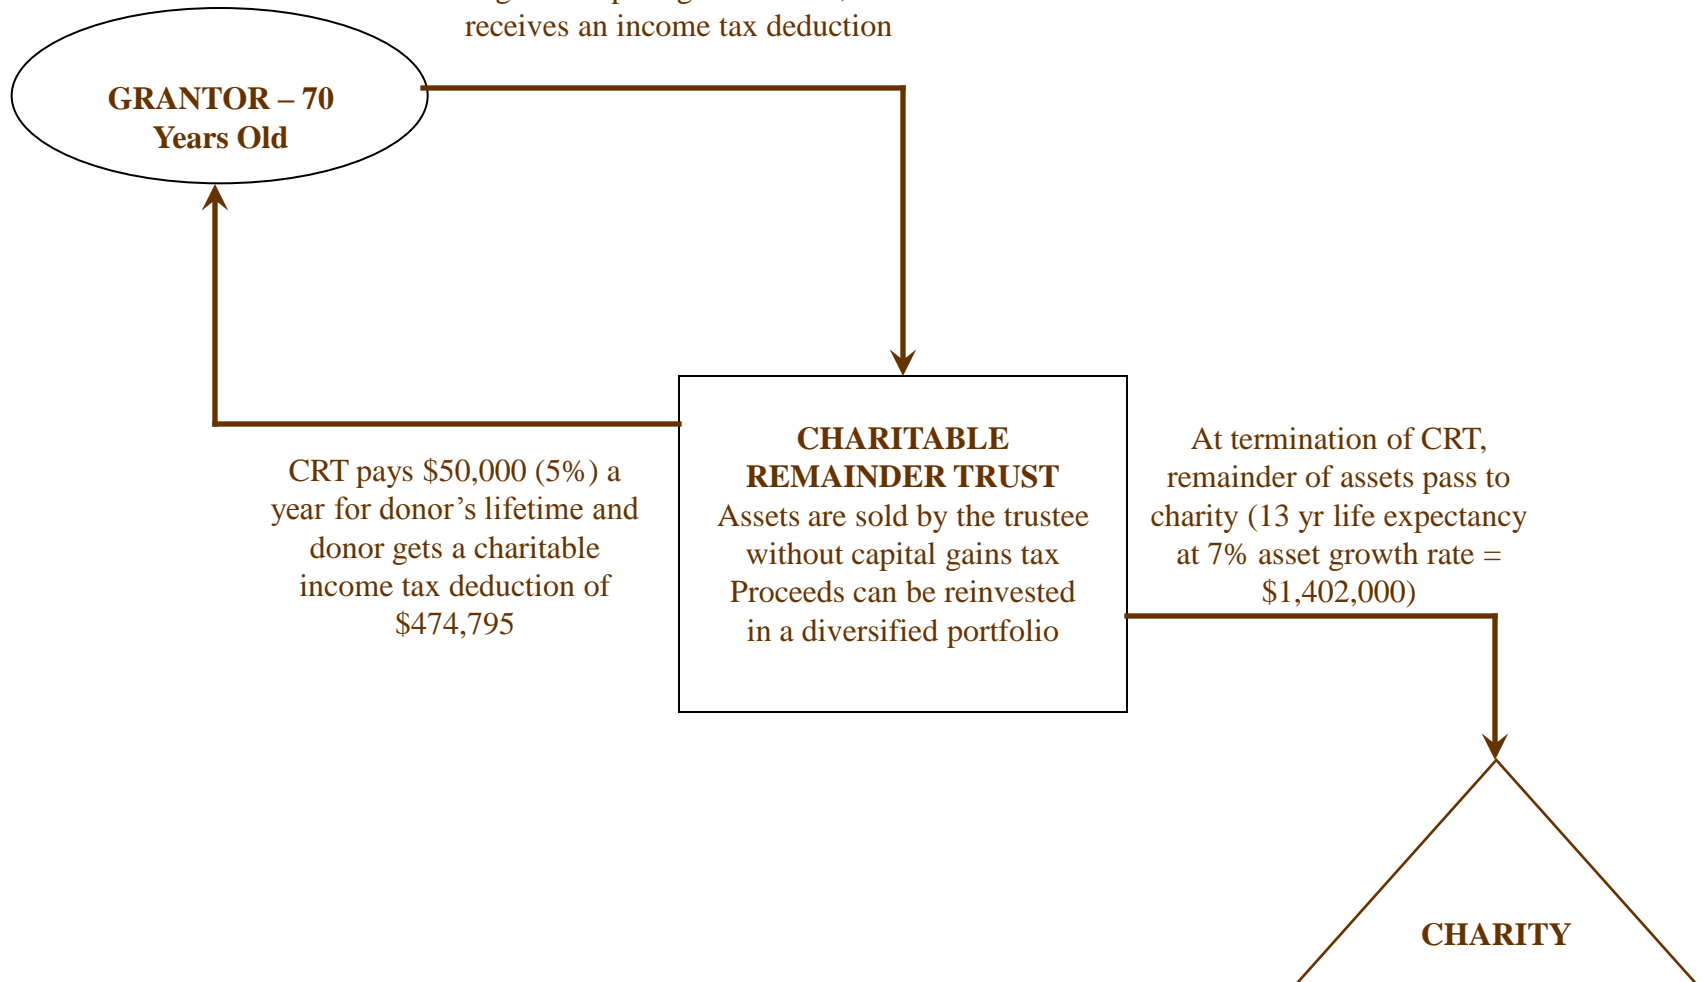 receives an income tax deduction
GRANTOR – 70
Years Old
CRT pays $50,000 (5%) a
year for donor’s lifetime and
donor gets a charitable
income tax deduction of
$474,795
CHARITABLE
REMAINDER TRUST
Assets are sold by the trustee
without capital gains tax
Proceeds can be reinvested
in a diversified portfolio
At termination of CRT,
remainder of assets pass to
charity (13 yr life expectancy
at 7% asset growth rate =
$1,402,000)
CHARITY